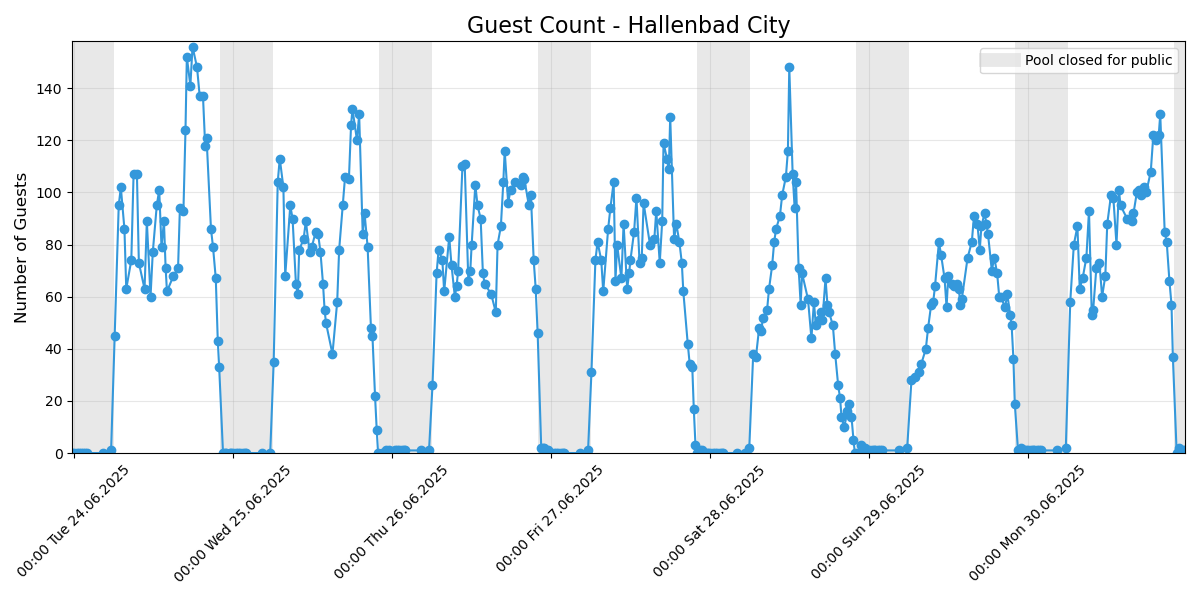 Guest Count - Hallenbad City
Pool closed for public
Number of Guests
140
120
100
80
60
40
20
0
00:00 Tue 24.06.2025
00:00 Wed 25.06.2025
00:00 Thu 26.06.2025
00:00 Fri 27.06.2025
00:00 Sat 28.06.2025
00:00 Sun 29.06.2025
00:00 Mon 30.06.2025